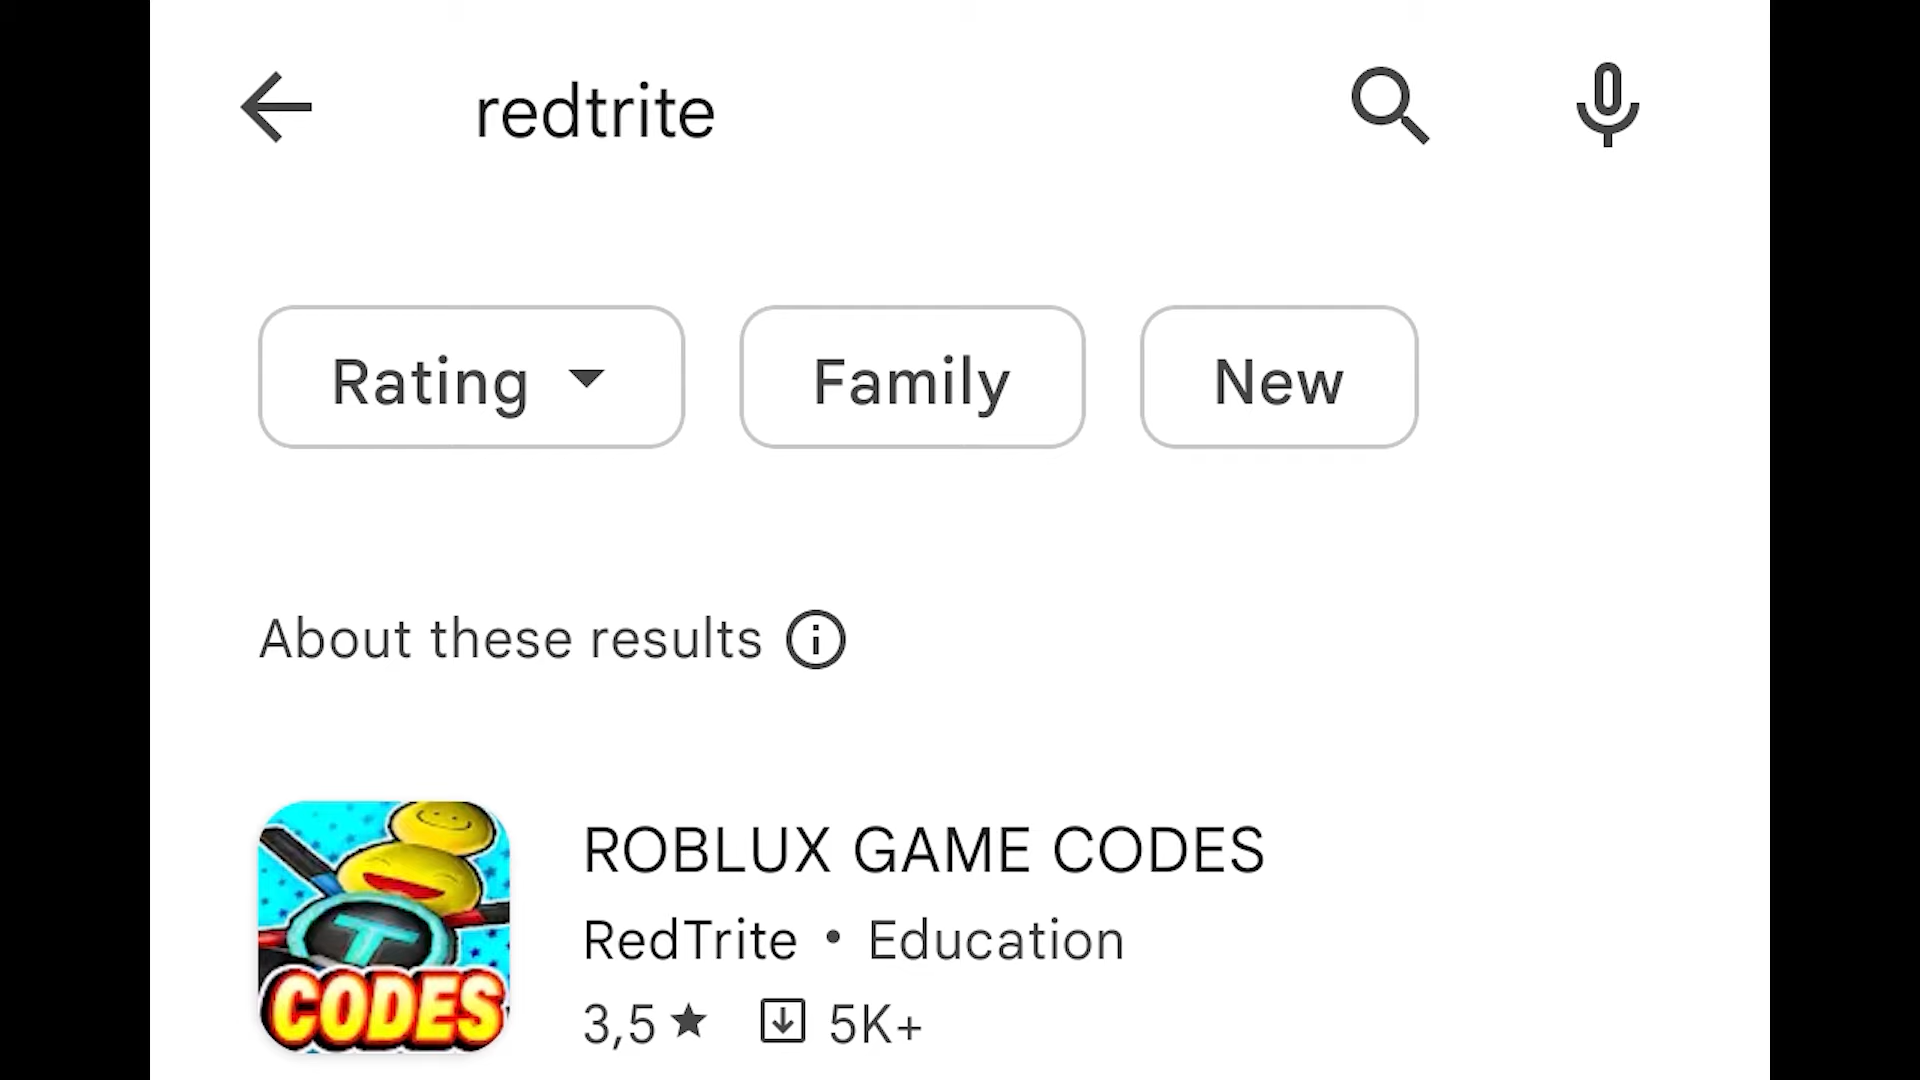 redtrite
Rating
Family
New
About these results
CODES
ROBLUX GAME CODES
RedTrite • Education
3,5★ 5K+